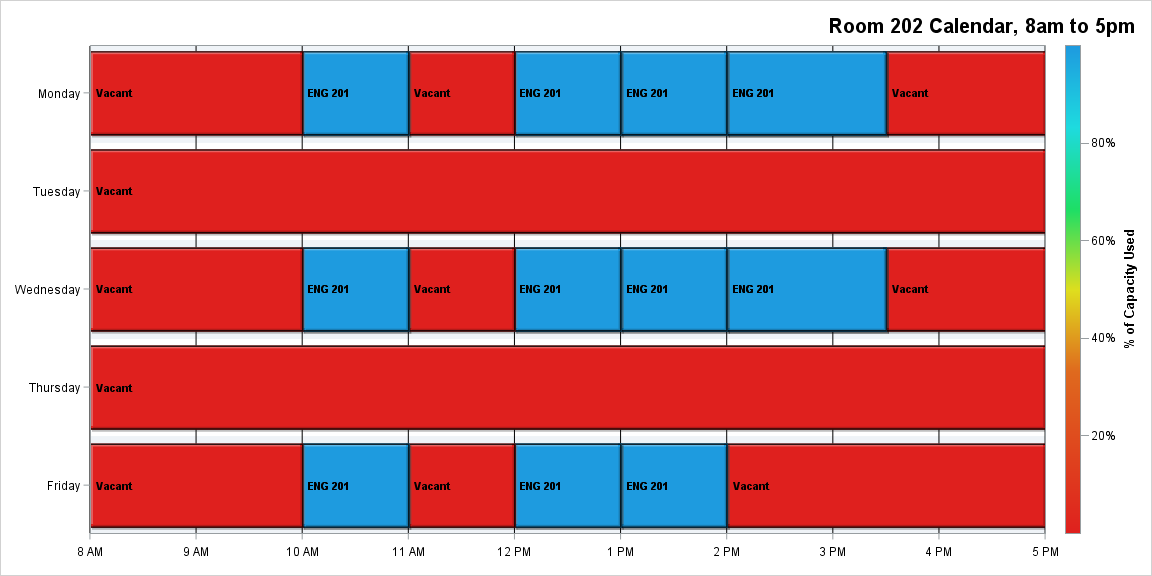 Room 202 Calendar, 8am to 5pm
Monday
Vacant ENG 201 Vacant ENG 201 ENG 201 ENG 201 Vacant
Tuesday
Vacant
Wednesday
Vacant ENG 201 Vacant ENG 201 ENG 201 ENG 201 Vacant
Thursday
Vacant
Friday
Vacant ENG 201 Vacant ENG 201 ENG 201 Vacant
8 AM 9 AM 10 AM 11 AM 12 PM 1 PM 2 PM 3 PM 4 PM 5 PM
80%
60%
40%
20%
% of Capacity Used